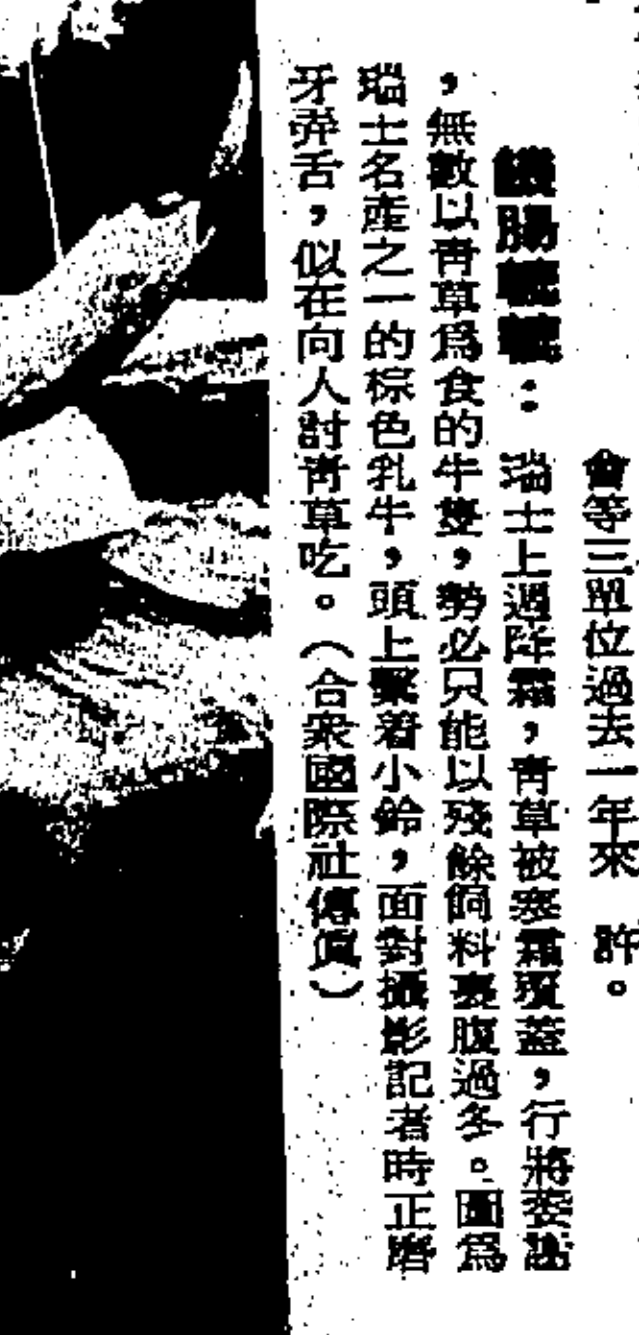 會等三單位過去一年來　許。
饑腸轆轆：瑞士上週降霜，青草被寒霜覆蓋，行將萎謝
，無數以青草爲食的牛隻，勢必只能以殘餘飼料裹腹過冬。圖爲
瑞士名產之一的棕色乳牛，頭上繫着小鈴，面對攝影記者時正磨
牙弄舌，似在向人討青草吃。（合衆國際社傳眞）